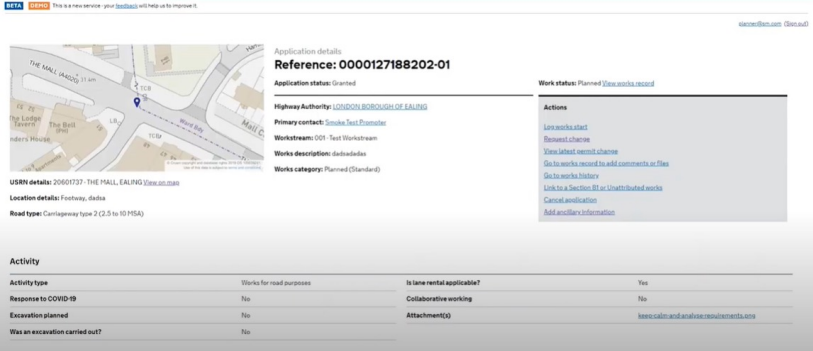 BETA DEMO This is a new service - your feedback will help us to improve it.
planner@sm.com (Sign out)
THE MALL (A4020)
11 am
TCB
The Lodge
Tavern
The Bell
(PH)
LB
TCBs
Ward Bdy
Mall C
nders House
USRN details: 20601737 - THE MALL, EALING View on map
Location details: Footway, dadsa
Road type: Carriageway type 2 (2.5 to 10 MSA)
Application details
Reference: 0000127188202-01
Application status: Granted
Highway Authority: LONDON BOROUGH OF EALING
Primary contact: Smoke Test Promoter
Workstream: 001 - Test Workstream
Works description: dadsadadas
Works category: Planned (Standard)
Work status: Planned View works record
Actions
Log works start
Request change
View latest permit change
Go to works record to add comments or files
Go to works history
Link to a Section 81 or Unattributed works
Cancel application
Add ancillary information
Activity
Activity type Works for road purposes
Response to COVID-19 No
Excavation planned No
Was an excavation carried out? No
Is lane rental applicable? Yes
Collaborative working No
Attachment(s) keep-calm-and-analyse-requirements.png